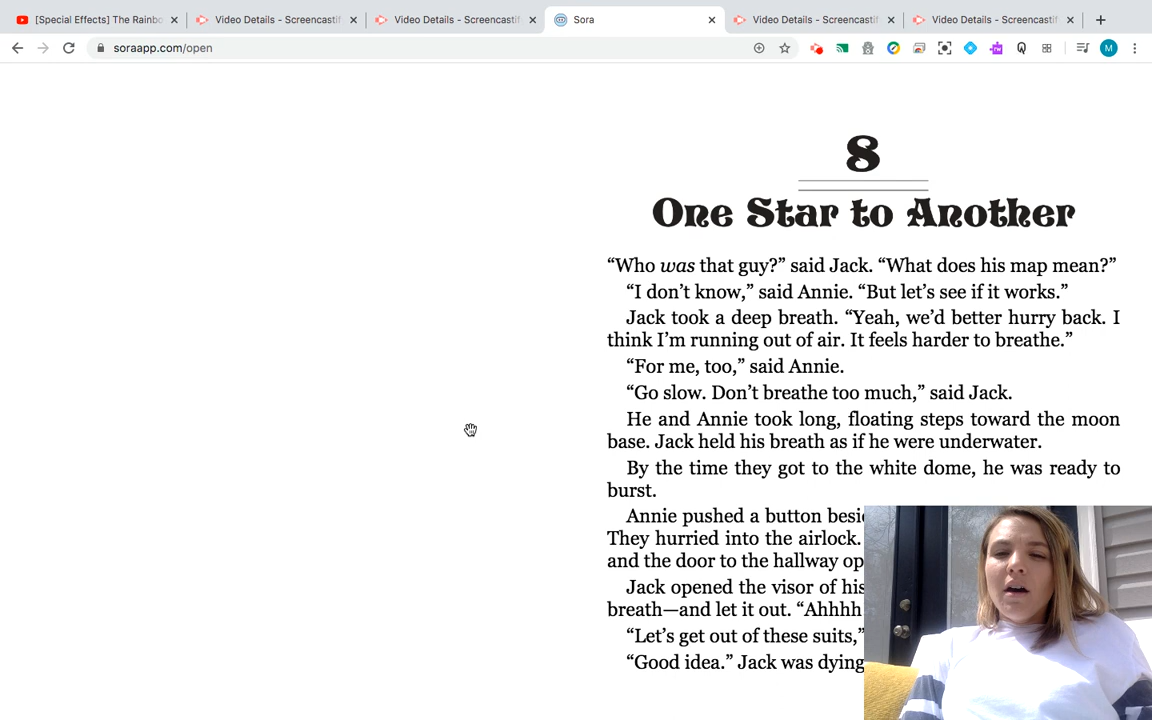 [Special Effects] The Rainbo
Video Details - Screencastif
Video Details - Screencastif
Sora
Video Details - Screencastif
Video Details - Screencastif
soraapp.com/open
M
8
One Star to Another
“Who was that guy?” said Jack. “What does his map mean?”
“I don’t know,” said Annie. “But let’s see if it works.”
Jack took a deep breath. “Yeah, we’d better hurry back. I
think I’m running out of air. It feels harder to breathe.”
“For me, too,” said Annie.
“Go slow. Don’t breathe too much,” said Jack.
He and Annie took long, floating steps toward the moon
base. Jack held his breath as if he were underwater.
By the time they got to the white dome, he was ready to
burst.
Annie pushed a button besi
They hurried into the airlock.
and the door to the hallway op
Jack opened the visor of his
breath—and let it out. “Ahhhh
“Let’s get out of these suits,”
“Good idea.” Jack was dying